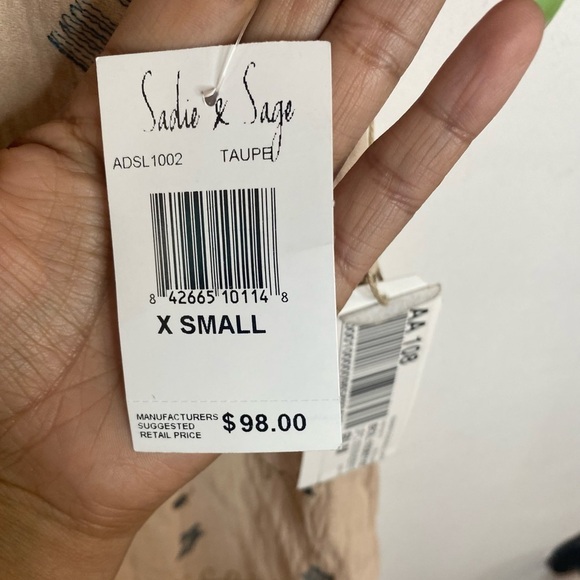 Sadie & Sage
ADSL1002 TAUPE
8 42665 10114 8
X SMALL
MANUFACTURERS
SUGGESTED
RETAIL PRICE
$98.00
AA 108